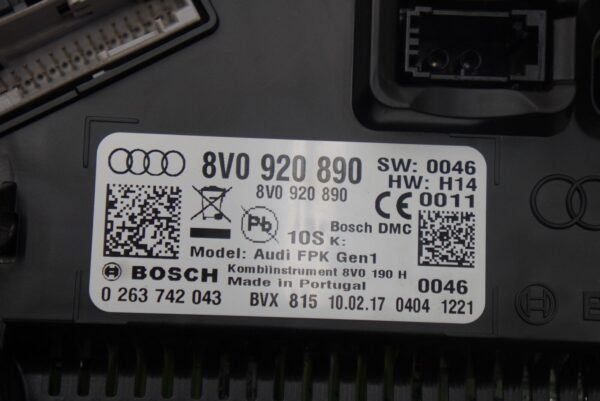 8V0 920 890
8V0 920 890
SW: 0046
HW: H14
CE 0011
Pb
10S K:
Bosch DMC
Model: Audi FPK Gen1
BOSCH
Kombiinstrument 8V0 190 H
Made in Portugal
0046
0 263 742 043 BVX 815 10.02.17 0404 1221